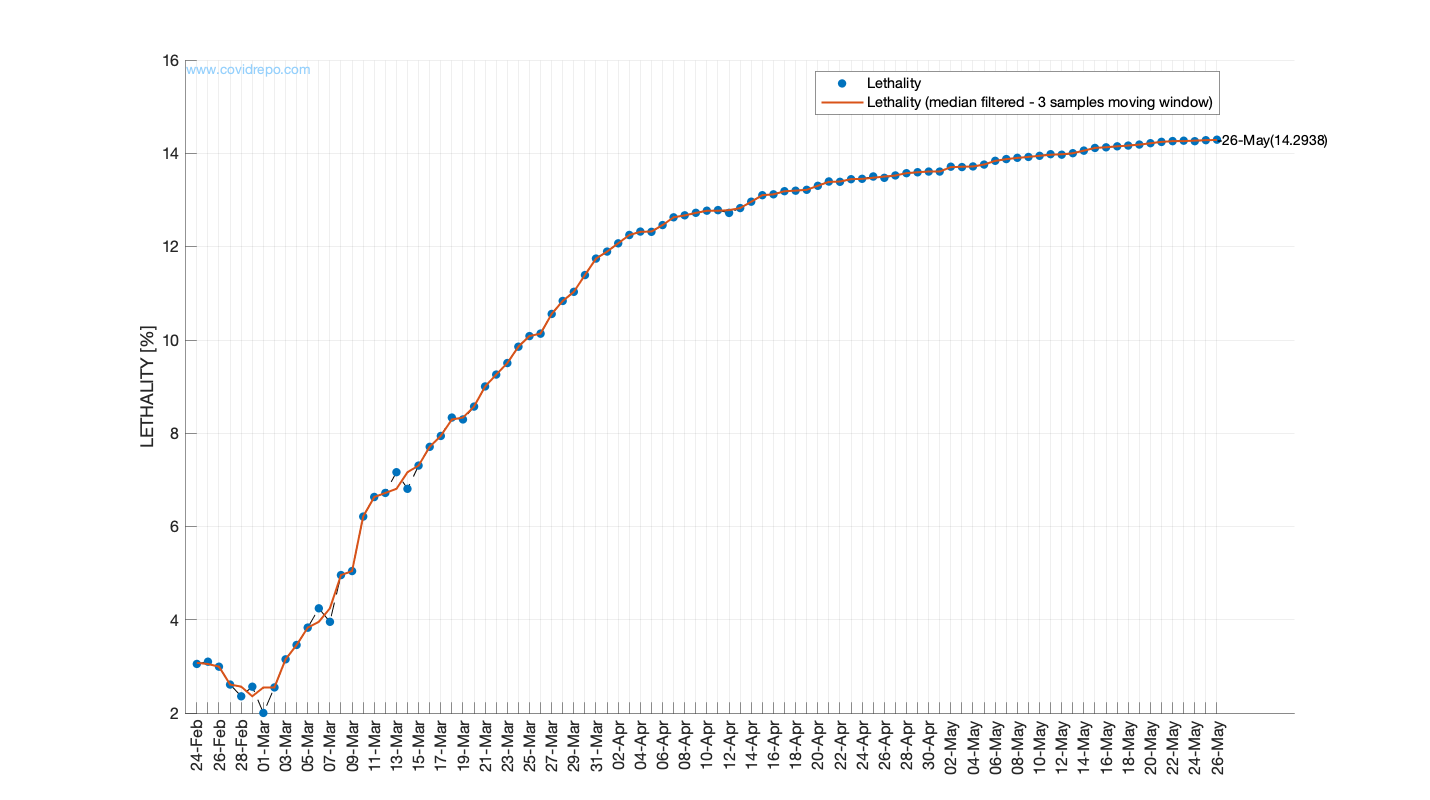 www.covidrepo.com
Lethality
Lethality (median filtered - 3 samples moving window)
26-May(14.2938)
LETHALITY [%]
16
14
12
10
8
6
4
2
24-Feb
26-Feb
28-Feb
01-Mar
03-Mar
05-Mar
07-Mar
09-Mar
11-Mar
13-Mar
15-Mar
17-Mar
19-Mar
21-Mar
23-Mar
25-Mar
27-Mar
29-Mar
31-Mar
02-Apr
04-Apr
06-Apr
08-Apr
10-Apr
12-Apr
14-Apr
16-Apr
18-Apr
20-Apr
22-Apr
24-Apr
26-Apr
28-Apr
30-Apr
02-May
04-May
06-May
08-May
10-May
12-May
14-May
16-May
18-May
20-May
22-May
24-May
26-May